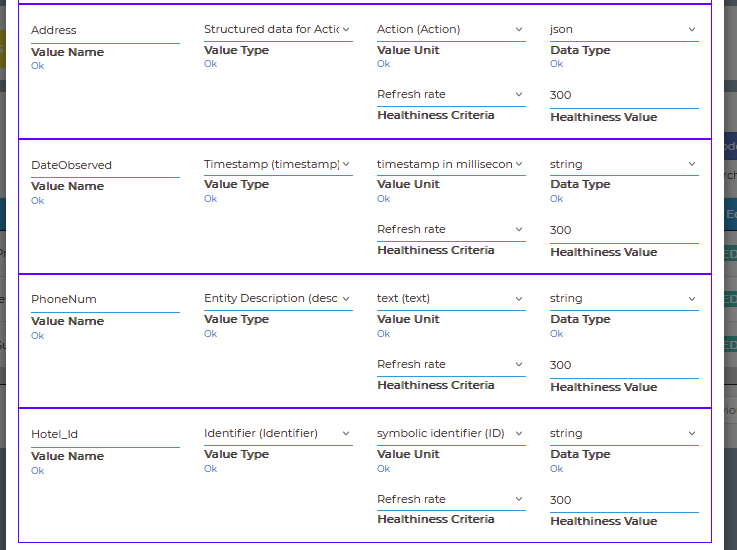 Address Structured data for Actic Action (Action) json
Value Name Value Type Value Unit Data Type
Ok Ok Ok Ok
Refresh rate 300
Healthiness Criteria Healthiness Value
DateObserved Timestamp (timestamp) timestamp in millisecon string
Value Name Value Type Value Unit Data Type
Ok Ok Ok Ok
Refresh rate 300
Healthiness Criteria Healthiness Value
PhoneNum Entity Description (desc text (text) string
Value Name Value Type Value Unit Data Type
Ok Ok Ok Ok
Refresh rate 300
Healthiness Criteria Healthiness Value
Hotel_Id Identifier (Identifier) symbolic identifier (ID) string
Value Name Value Type Value Unit Data Type
Ok Ok Ok Ok
Refresh rate 300
Healthiness Criteria Healthiness Value